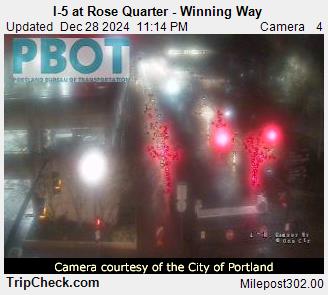 I-5 at Rose Quarter - Winning Way
Updated Dec 28 2024 11:14 PM Camera 4
PBOT
PORTLAND BUREAU OF TRANSPORTATION
Camera courtesy of the City of Portland
TripCheck.com Milepost302.00